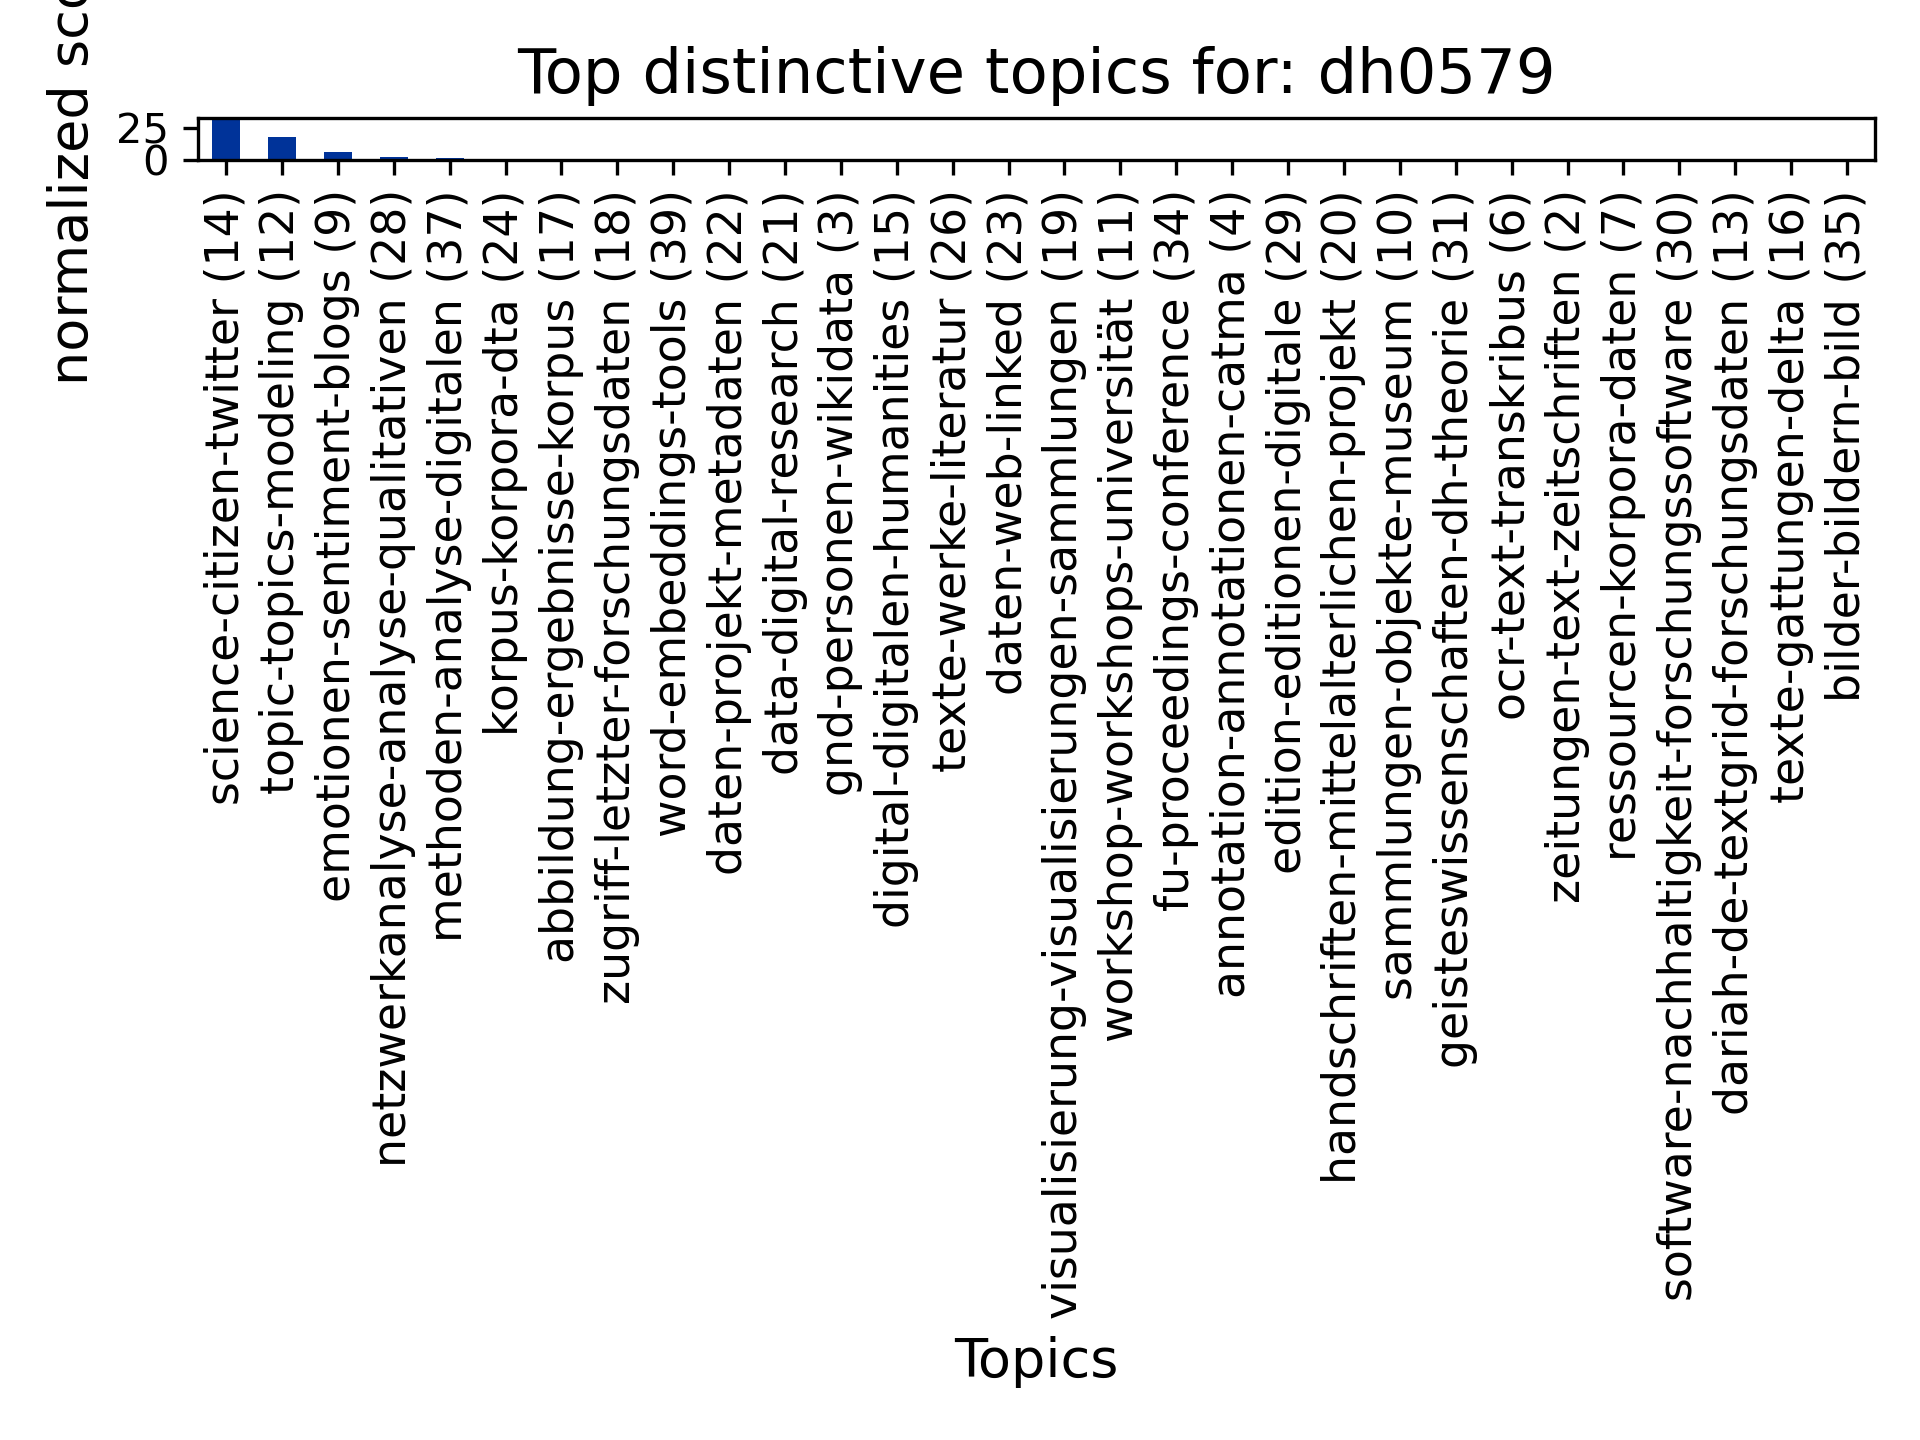 Top distinctive topics for: dh0579
normalized
25
0
science-citizen-twitter (14)
topic-topics-modeling (12)
emotionen-sentiment-blogs (9)
netzwerkanalyse-analyse-qualitativen (28)
methoden-analyse-digitalen (37)
korpus-korpora-dta (24)
abbildung-ergebnisse-korpus (17)
zugriff-letzter-forschungsdaten (18)
word-embeddings-tools (39)
daten-projekt-metadaten (22)
data-digital-research (21)
gnd-personen-wikidata (3)
digital-digitalen-humanities (15)
texte-werke-literatur (26)
daten-web-linked (23)
visualisierung-visualisierungen-sammlungen (19)
workshop-workshops-universität (11)
fu-proceedings-conference (34)
annotation-annotationen-catma (4)
edition-editionen-digitale (29)
handschriften-mittelalterlichen-projekt (20)
sammlungen-objekte-museum (10)
geisteswissenschaften-dh-theorie (31)
ocr-text-transkribus (6)
zeitungen-text-zeitschriften (2)
ressourcen-korpora-daten (7)
software-nachhaltigkeit-forschungssoftware (30)
dariah-de-textgrid-forschungsdaten (13)
texte-gattungen-delta (16)
bilder-bildern-bild (35)
Topics